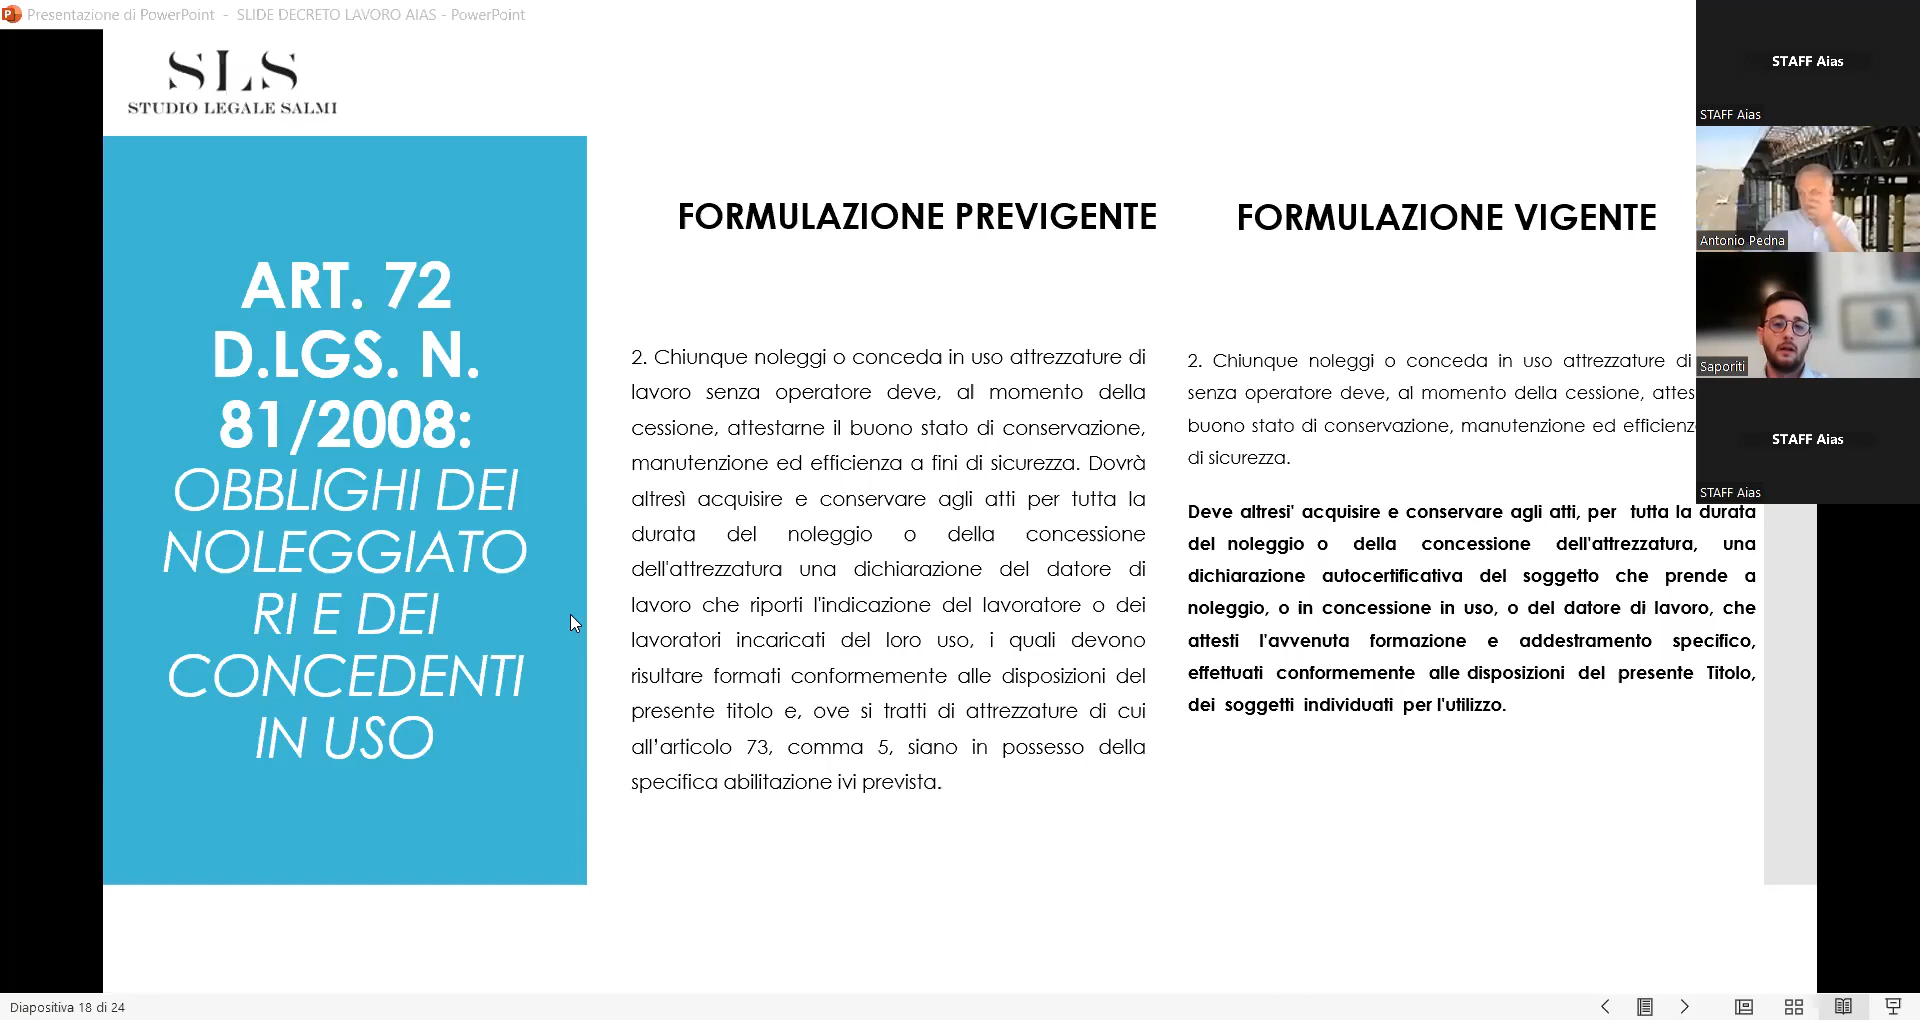 Presentazione di PowerPoint - SLIDE DECRETO LAVORO AIAS - PowerPoint
SLS
STUDIO LEGALE SALMI
ART. 72
D.LGS. N.
81/2008:
OBBLIGHI DEI
NOLEGGIATO
RI E DEI
CONCEDENTI
IN USO
FORMULAZIONE PREVIGENTE
2. Chiunque noleggi o conceda in uso attrezzature di
lavoro senza operatore deve, al momento della
cessione, attestarne il buono stato di conservazione,
manutenzione ed efficienza a fini di sicurezza. Dovrà
altresì acquisire e conservare agli atti per tutta la
durata del noleggio o della concessione
dell'attrezzatura una dichiarazione del datore di
lavoro che riporti l'indicazione del lavoratore o dei
lavoratori incaricati del loro uso, i quali devono
risultare formati conformemente alle disposizioni del
presente titolo e, ove si tratti di attrezzature di cui
all'articolo 73, comma 5, siano in possesso della
specifica abilitazione ivi prevista.
FORMULAZIONE VIGENTE
2. Chiunque noleggi o conceda in uso attrezzature di
senza operatore deve, al momento della cessione,
buono stato di conservazione, manutenzione ed
di sicurezza.
Deve altresi' acquisire e conservare agli atti, per tutta la durata
del noleggio o della concessione dell'attrezzatura, una
dichiarazione autocertificativa del soggetto che prende a
noleggio, o in concessione in uso, o del datore di lavoro, che
attesti l'avvenuta formazione e addestramento specifico,
effettuati conformemente alle disposizioni del presente Titolo,
dei soggetti individuati per l'utilizzo.
STAFF Aias
STAFF Aias
Antonio Pedna
Saporiti
STAFF Aias
STAFF Aias
Diapositiva 18 di 24